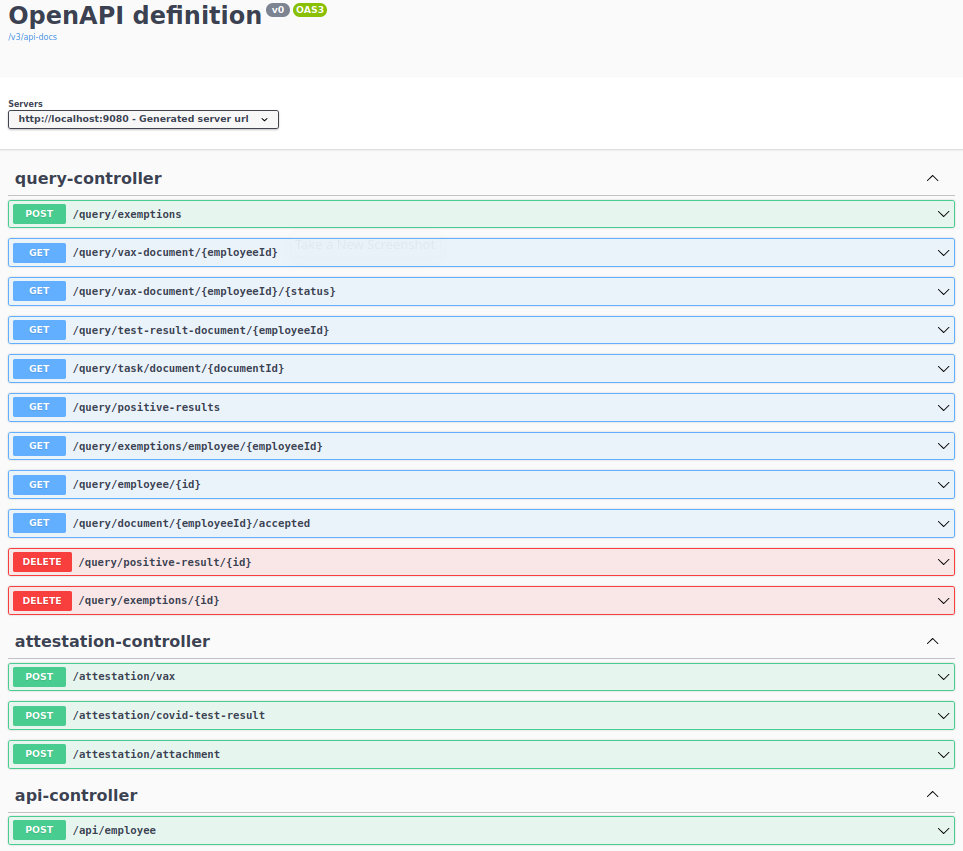 OpenAPI definition v0 OAS3
/v3/api-docs
Servers
http://localhost:9080 - Generated server url
query-controller
POST /query/exemptions
Take a New Screenshot
GET /query/vax-document/{employeeId}
GET /query/vax-document/{employeeId}/{status}
GET /query/test-result-document/{employeeId}
GET /query/task/document/{documentId}
GET /query/positive-results
GET /query/exemptions/employee/{employeeId}
GET /query/employee/{id}
GET /query/document/{employeeId}/accepted
DELETE /query/positive-result/{id}
DELETE /query/exemptions/{id}
attestation-controller
POST /attestation/vax
POST /attestation/covid-test-result
POST /attestation/attachment
api-controller
POST /api/employee